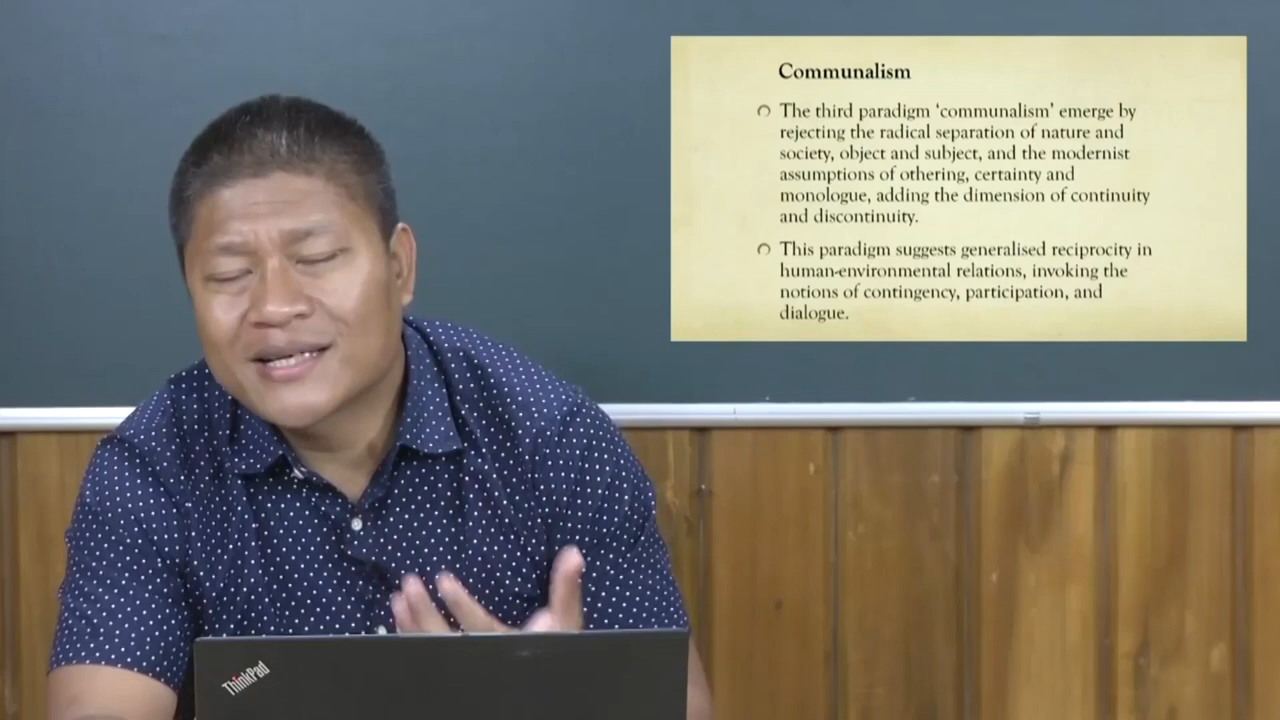 Communalism
The third paradigm ‘communalism’ emerge by
rejecting the radical separation of nature and
society, object and subject, and the modernist
assumptions of othering, certainty and
monologue, adding the dimension of continuity
and discontinuity.
This paradigm suggests generalised reciprocity in
human-environmental relations, invoking the
notions of contingency, participation, and
dialogue.
ThinkPad